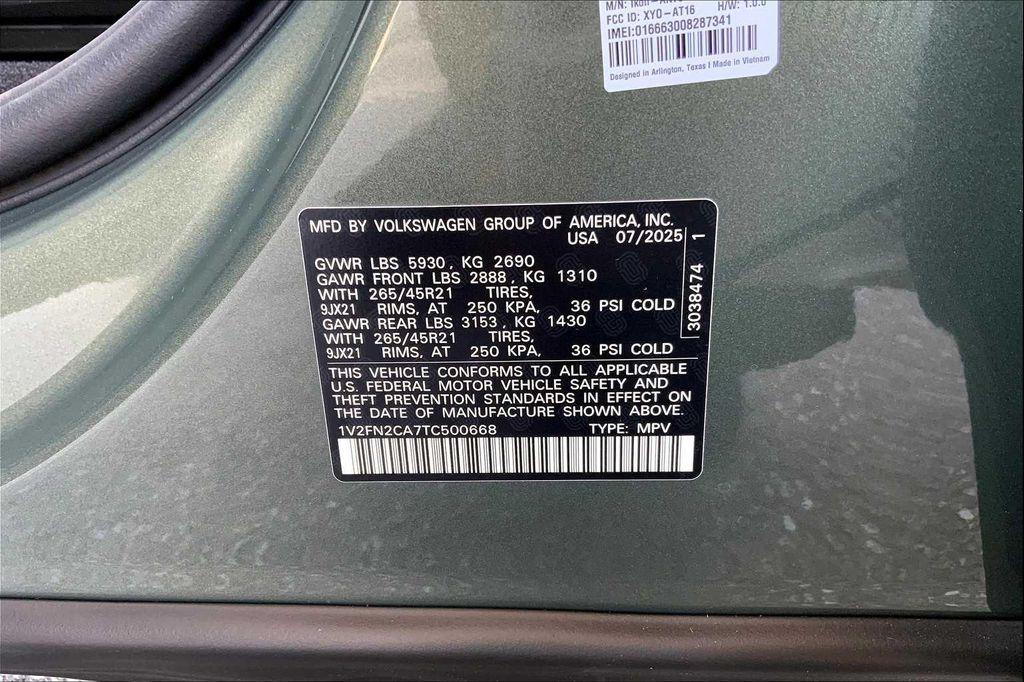 M/N:
FCC ID: XYO-AT16 H/W: 1.0.0
IMEI:016663008287341
Designed in Arlington, Texas I Made in Vietnam
MFD BY VOLKSWAGEN GROUP OF AMERICA, INC.
USA 07/2025
GVWR LBS 5930, KG 2690
GAWR FRONT LBS 2888, KG 1310
WITH 265/45R21 TIRES,
9JX21 RIMS, AT 250 KPA, 36 PSI COLD
GAWR REAR LBS 3153, KG 1430
WITH 265/45R21 TIRES,
9JX21 RIMS, AT 250 KPA, 36 PSI COLD
3038474 1
THIS VEHICLE CONFORMS TO ALL APPLICABLE
U.S. FEDERAL MOTOR VEHICLE SAFETY AND
THEFT PREVENTION STANDARDS IN EFFECT ON
THE DATE OF MANUFACTURE SHOWN ABOVE.
1V2FN2CA7TC500668 TYPE: MPV